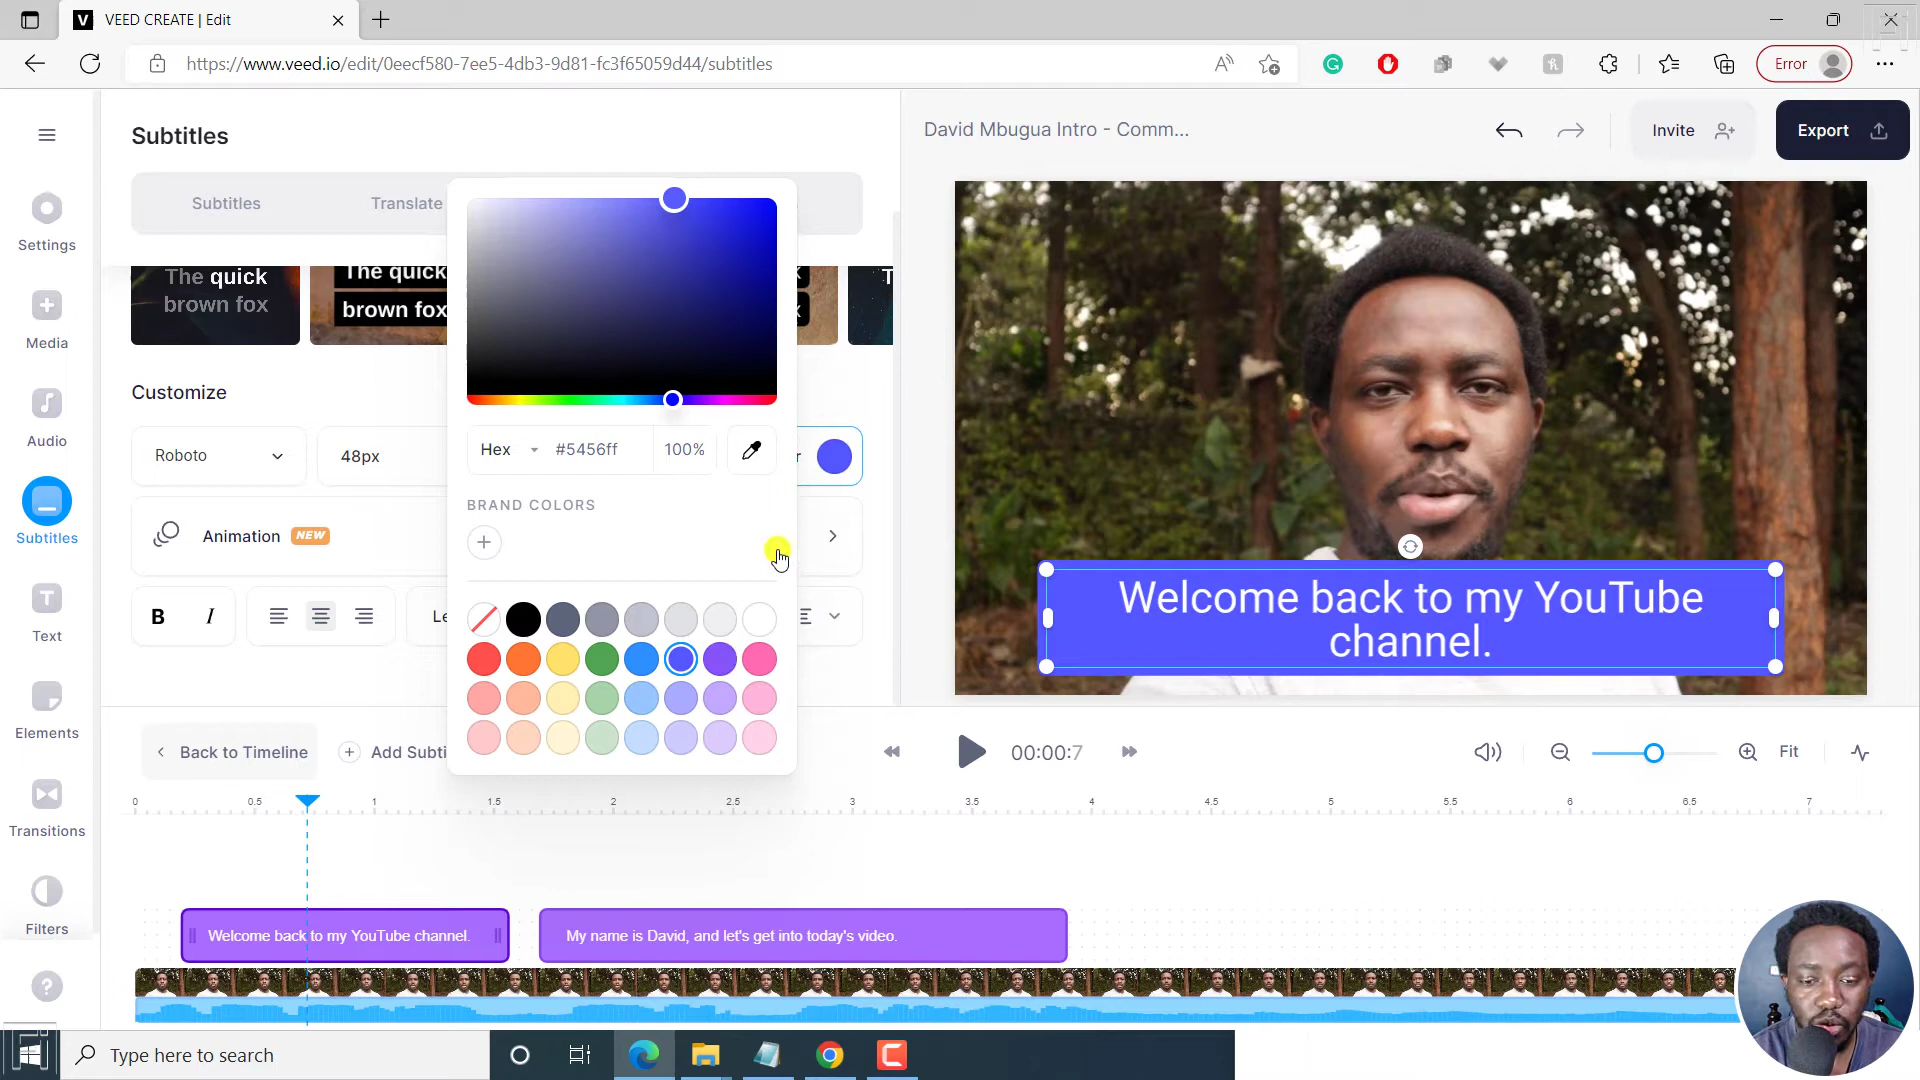 VEED CREATE | Edit
https://www.veed.io/edit/0eecf580-7ee5-4db3-9d81-fc3f65059d44/subtitles
Error
Subtitles
David Mbugua Intro - Comm...
Invite
Export
Subtitles
Translate
Settings
Media
Audio
Subtitles
Text
Elements
Transitions
Filters
The quick
brown fox
The quick
brown fox
Customize
Roboto
48px
Hex
#5456ff
100%
BRAND COLORS
Animation
NEW
B
I
Welcome back to my YouTube
channel.
Back to Timeline
Add Subti
00:00:7
Fit
0
0.5
1
1.5
2
2.5
3
3.5
4
4.5
5
5.5
6
6.5
7
Welcome back to my YouTube channel.
My name is David, and let's get into today's video.
Type here to search